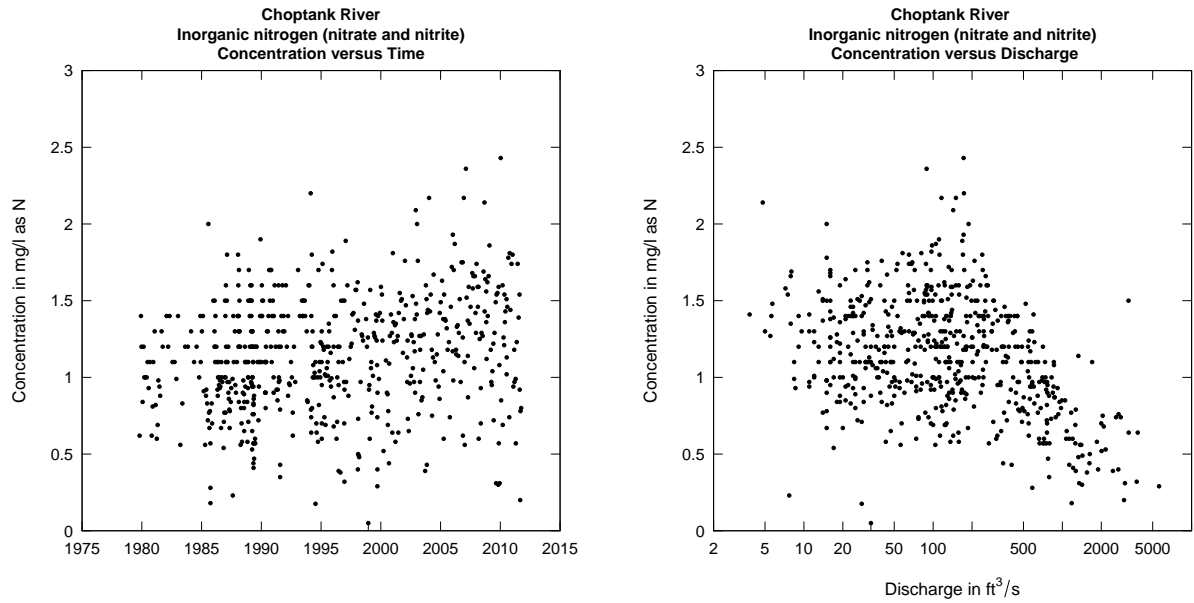 Choptank River
Inorganic nitrogen (nitrate and nitrite)
Concentration versus Time
Concentration in mg/l as N
3
2.5
2
1.5
1
0.5
0
1975 1980 1985 1990 1995 2000 2005 2010 2015
Choptank River
Inorganic nitrogen (nitrate and nitrite)
Concentration versus Discharge
Concentration in mg/l as N
3
2.5
2
1.5
1
0.5
0
2 5 10 20 50 100 500 2000 5000
Discharge in ft³/s